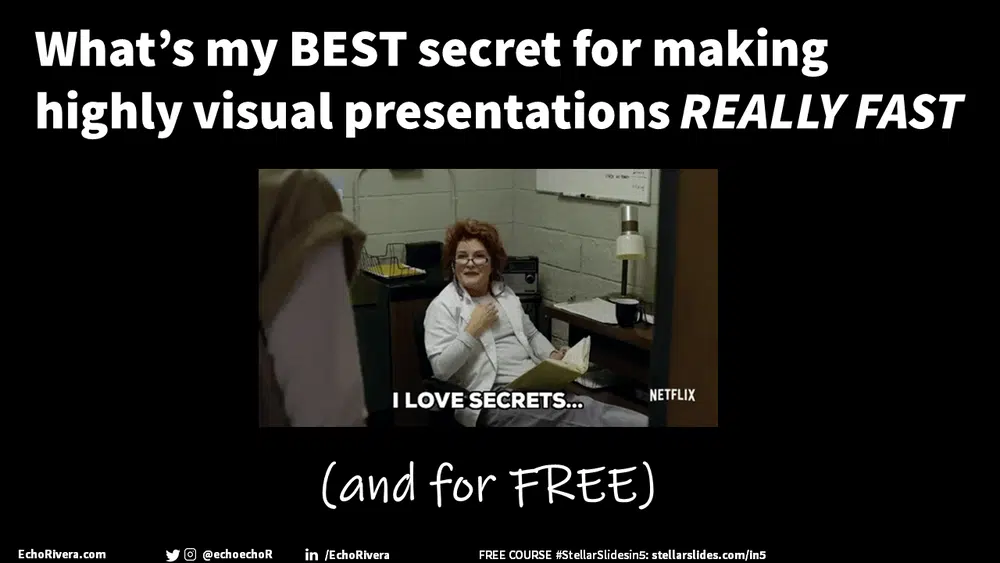 What's my BEST secret for making
highly visual presentations REALLY FAST
I LOVE SECRETS...
NETFLIX
(and for FREE)
EchoRivera.com
@echoechoR
in /EchoRivera
FREE COURSE #StellarSlidesin5: stellarslides.com/in5